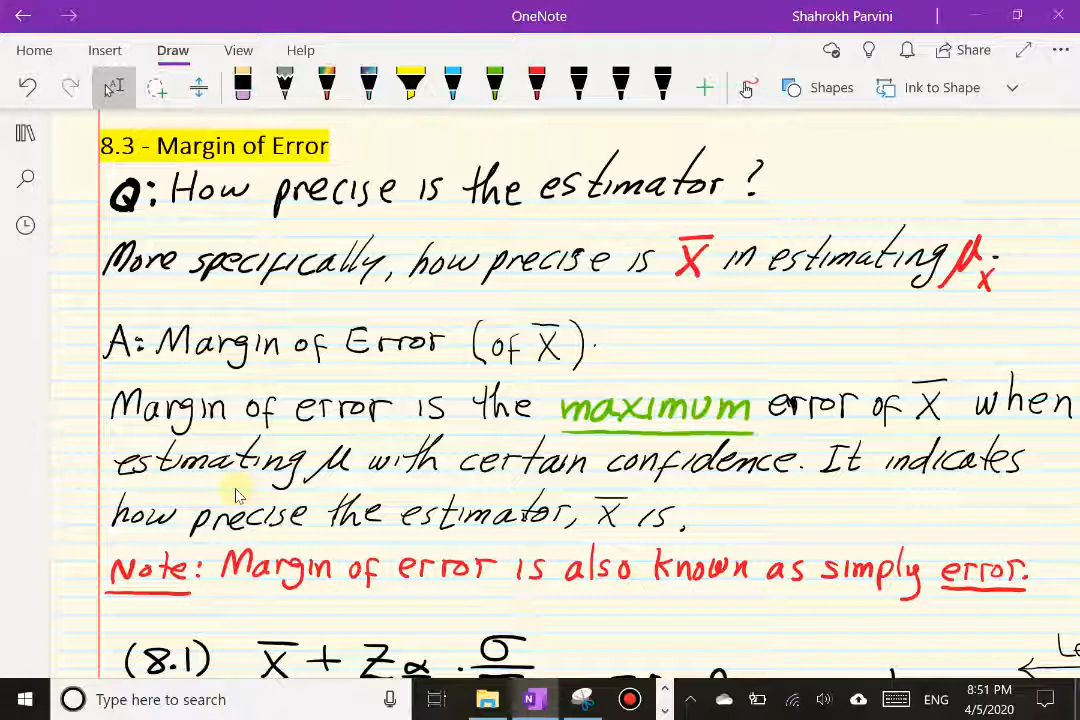 OneNote
Shahrokh Parvini
Home Insert Draw View Help
Share
Shapes
Ink to Shape
8.3 - Margin of Error
Q: How precise is the estimator?
More specifically, how precise is X̅ in estimating μₓ.
A: Margin of Error (of X̅).
Margin of error is the maximum error of X̅ when
estimating μ with certain confidence. It indicates
how precise the estimator, X̅ is.
Note: Margin of error is also known as simply error.
(8.1) X̅ + Zα · σ
Type here to search
ENG
8:51 PM
4/5/2020